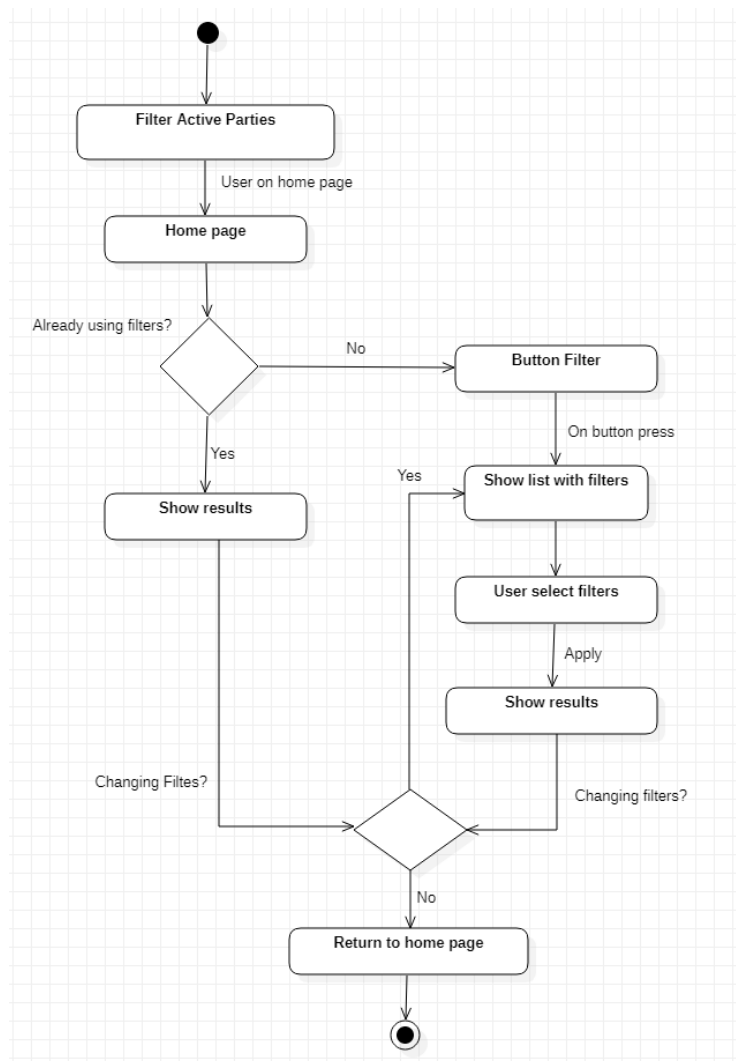 Filter Active Parties
User on home page
Home page
Already using filters?
No
Button Filter
On button press
Yes
Show results
Yes
Show list with filters
User select filters
Apply
Show results
Changing Filtes?
Changing filters?
No
Return to home page